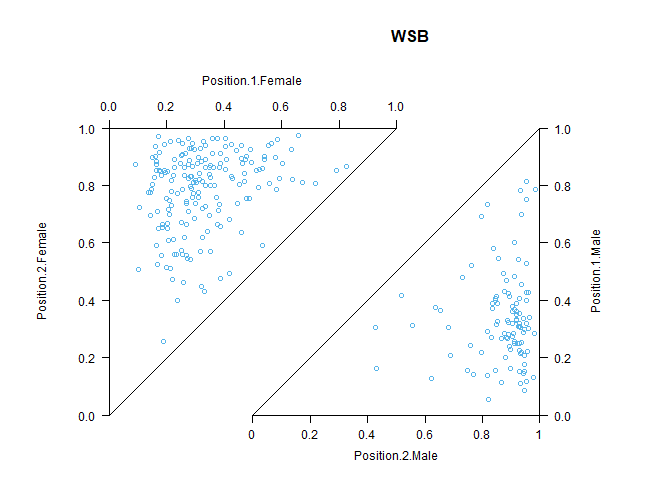 WSB
Position.1.Female
0.0 0.2 0.4 0.6 0.8 1.0
1.0 1.0
0.8 0.8
0.6 0.6
Position.2.Female Position.1.Male
0.4 0.4
0.2 0.2
0.0 0.0
0 0.2 0.4 0.6 0.8 1
Position.2.Male